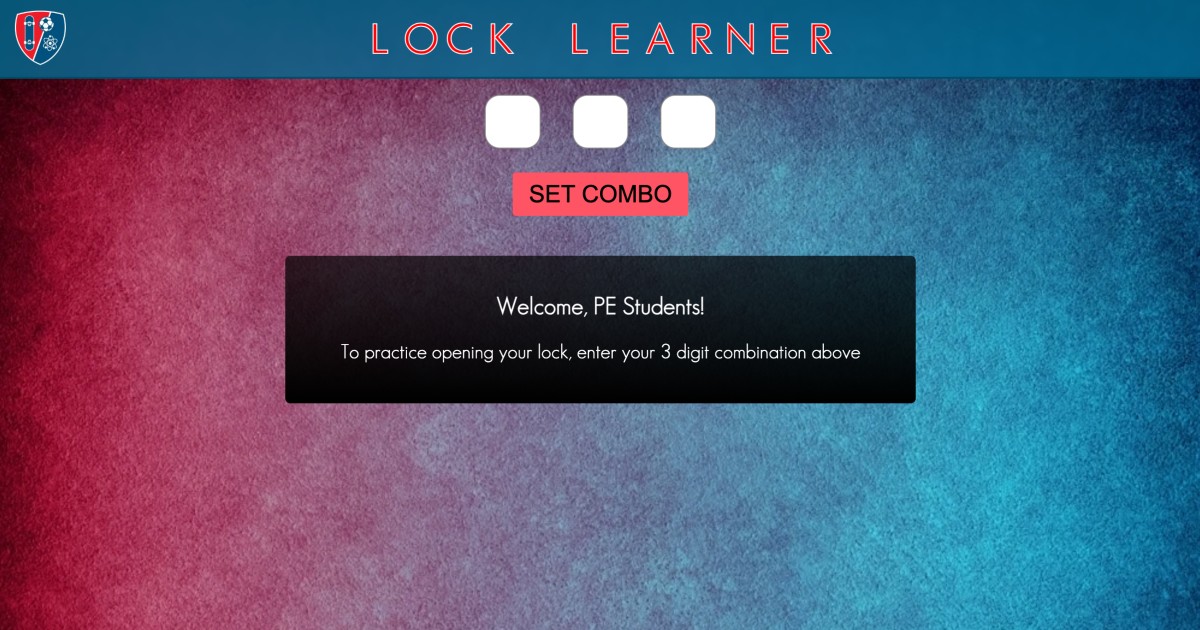 LOCK LEARNER
SET COMBO
Welcome, PE Students!
To practice opening your lock, enter your 3 digit combination above